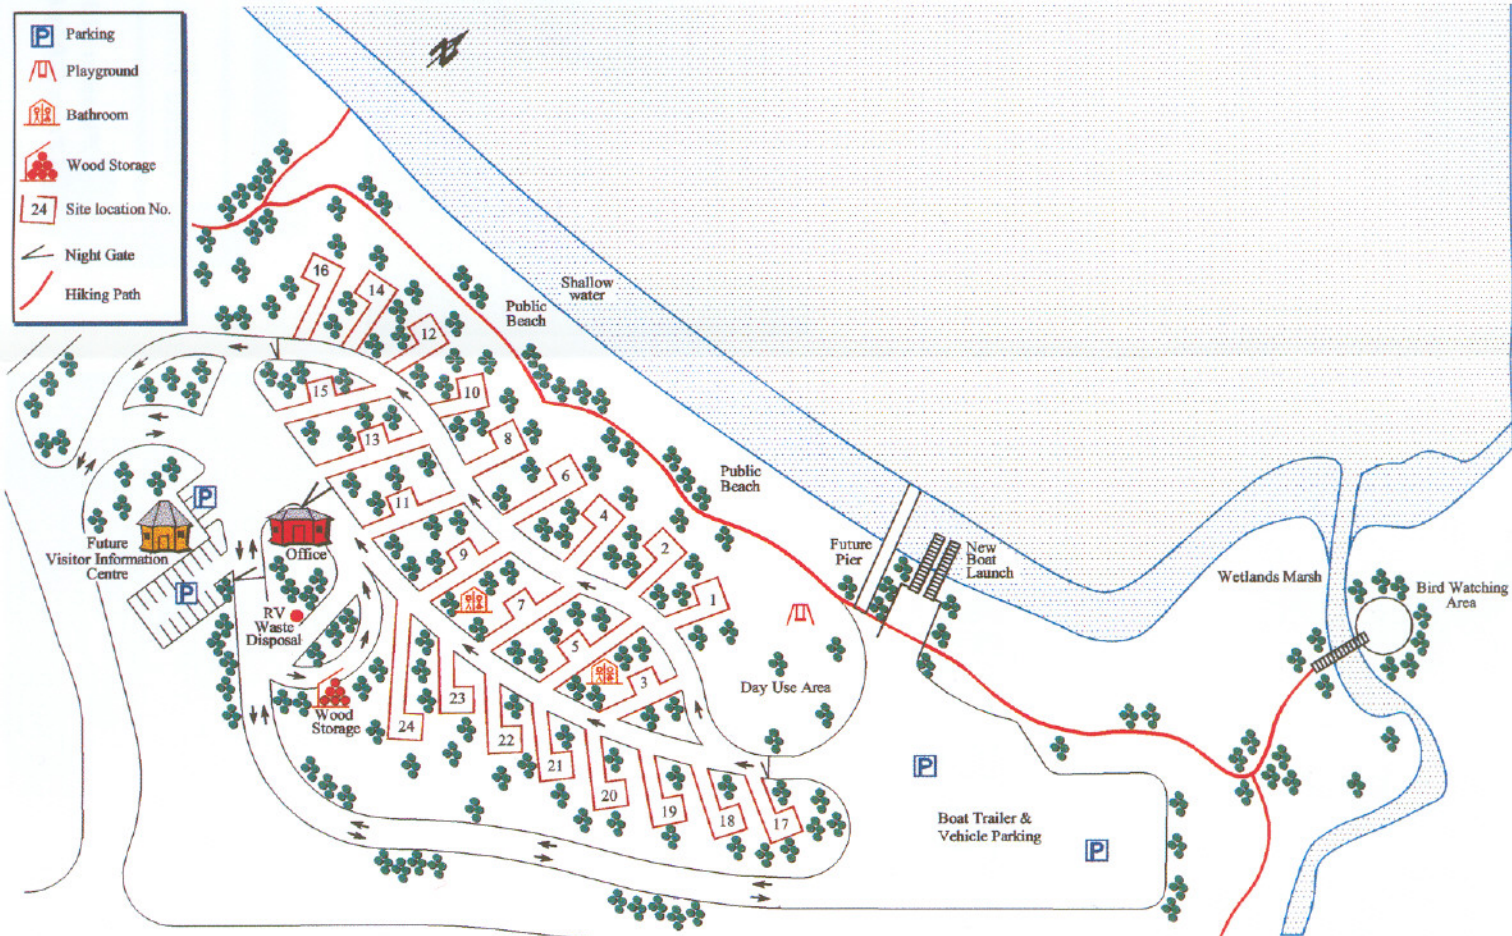 P Parking
Playground
Bathroom
Wood Storage
24 Site location No.
Night Gate
Hiking Path
N
16
14
12
10
8
6
4
2
1
15
13
11
9
7
5
3
24
23
22
21
20
19
18
17
Shallow
water
Public
Beach
Public
Beach
Future
Pier
New
Boat
Launch
Wetlands Marsh
Bird Watching
Area
P
Future
Visitor Information
Centre
P
Office
RV
Waste
Disposal
Wood
Storage
Day Use Area
P
Boat Trailer &
Vehicle Parking
P